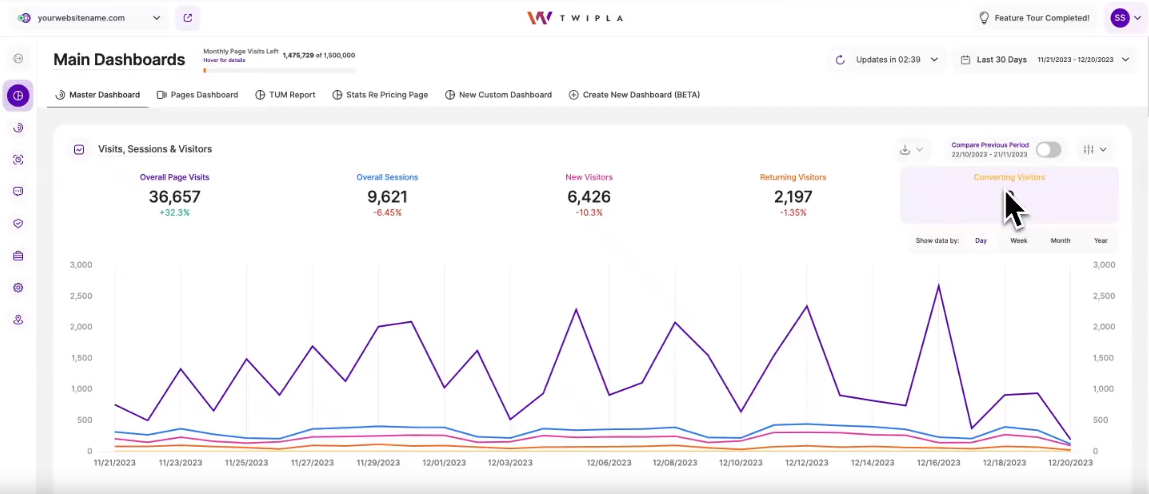 yourwebsitename.com
TWIPLA
Feature Tour Completed!
SS
Main Dashboards
Monthly Page Visits Left
Hover for details
1,475,729 of 1,500,000
Updates in 02:39
Last 30 Days
11/21/2023 - 12/20/2023
Master Dashboard
Pages Dashboard
TUM Report
Stats Re Pricing Page
New Custom Dashboard
Create New Dashboard (BETA)
Visits, Sessions & Visitors
Compare Previous Period
22/10/2023 - 21/11/2023
Overall Page Visits
36,657
+32.3%
Overall Sessions
9,621
-6.45%
New Visitors
6,426
-10.3%
Returning Visitors
2,197
-1.35%
Converting Visitors
Show data by:
Day
Week
Month
Year
3,000
2,500
2,000
1,500
1,000
500
0
3,000
2,500
2,000
1,500
1,000
500
0
11/21/2023
11/23/2023
11/25/2023
11/27/2023
11/29/2023
12/01/2023
12/03/2023
12/06/2023
12/08/2023
12/10/2023
12/12/2023
12/14/2023
12/16/2023
12/18/2023
12/20/2023